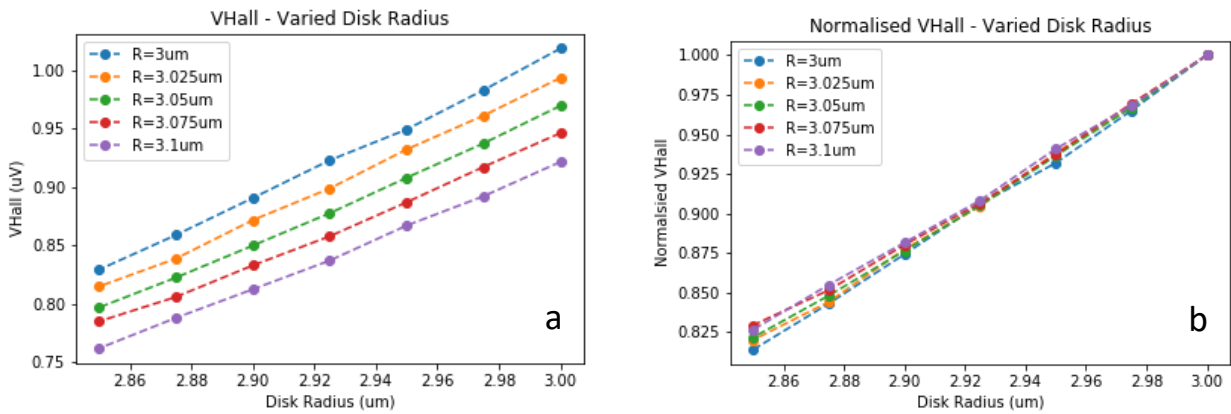 VHall - Varied Disk Radius
VHall (uV)
1.00
0.95
0.90
0.85
0.80
0.75
R=3um
R=3.025um
R=3.05um
R=3.075um
R=3.1um
a
2.86 2.88 2.90 2.92 2.94 2.96 2.98 3.00
Disk Radius (um)
Normalised VHall - Varied Disk Radius
Normalsied VHall
1.000
0.975
0.950
0.925
0.900
0.875
0.850
0.825
R=3um
R=3.025um
R=3.05um
R=3.075um
R=3.1um
b
2.86 2.88 2.90 2.92 2.94 2.96 2.98 3.00
Disk Radius (um)